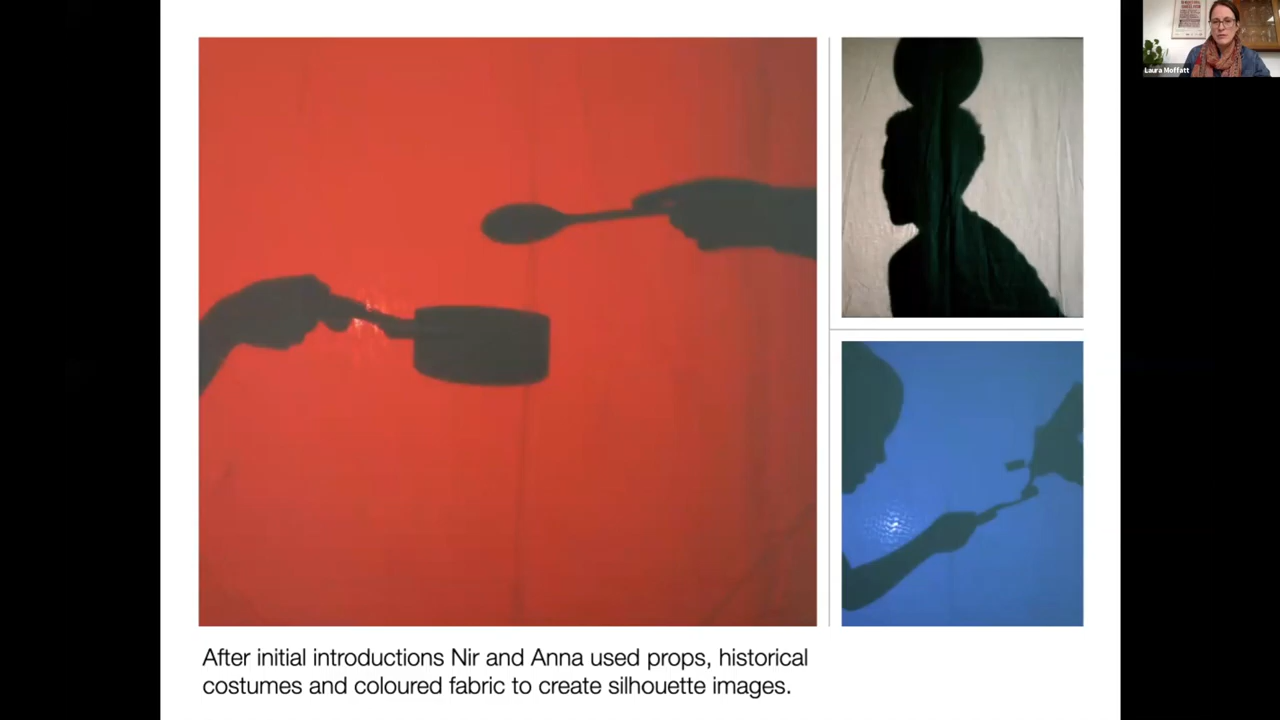 Laura Moffatt
After initial introductions Nir and Anna used props, historical
costumes and coloured fabric to create silhouette images.